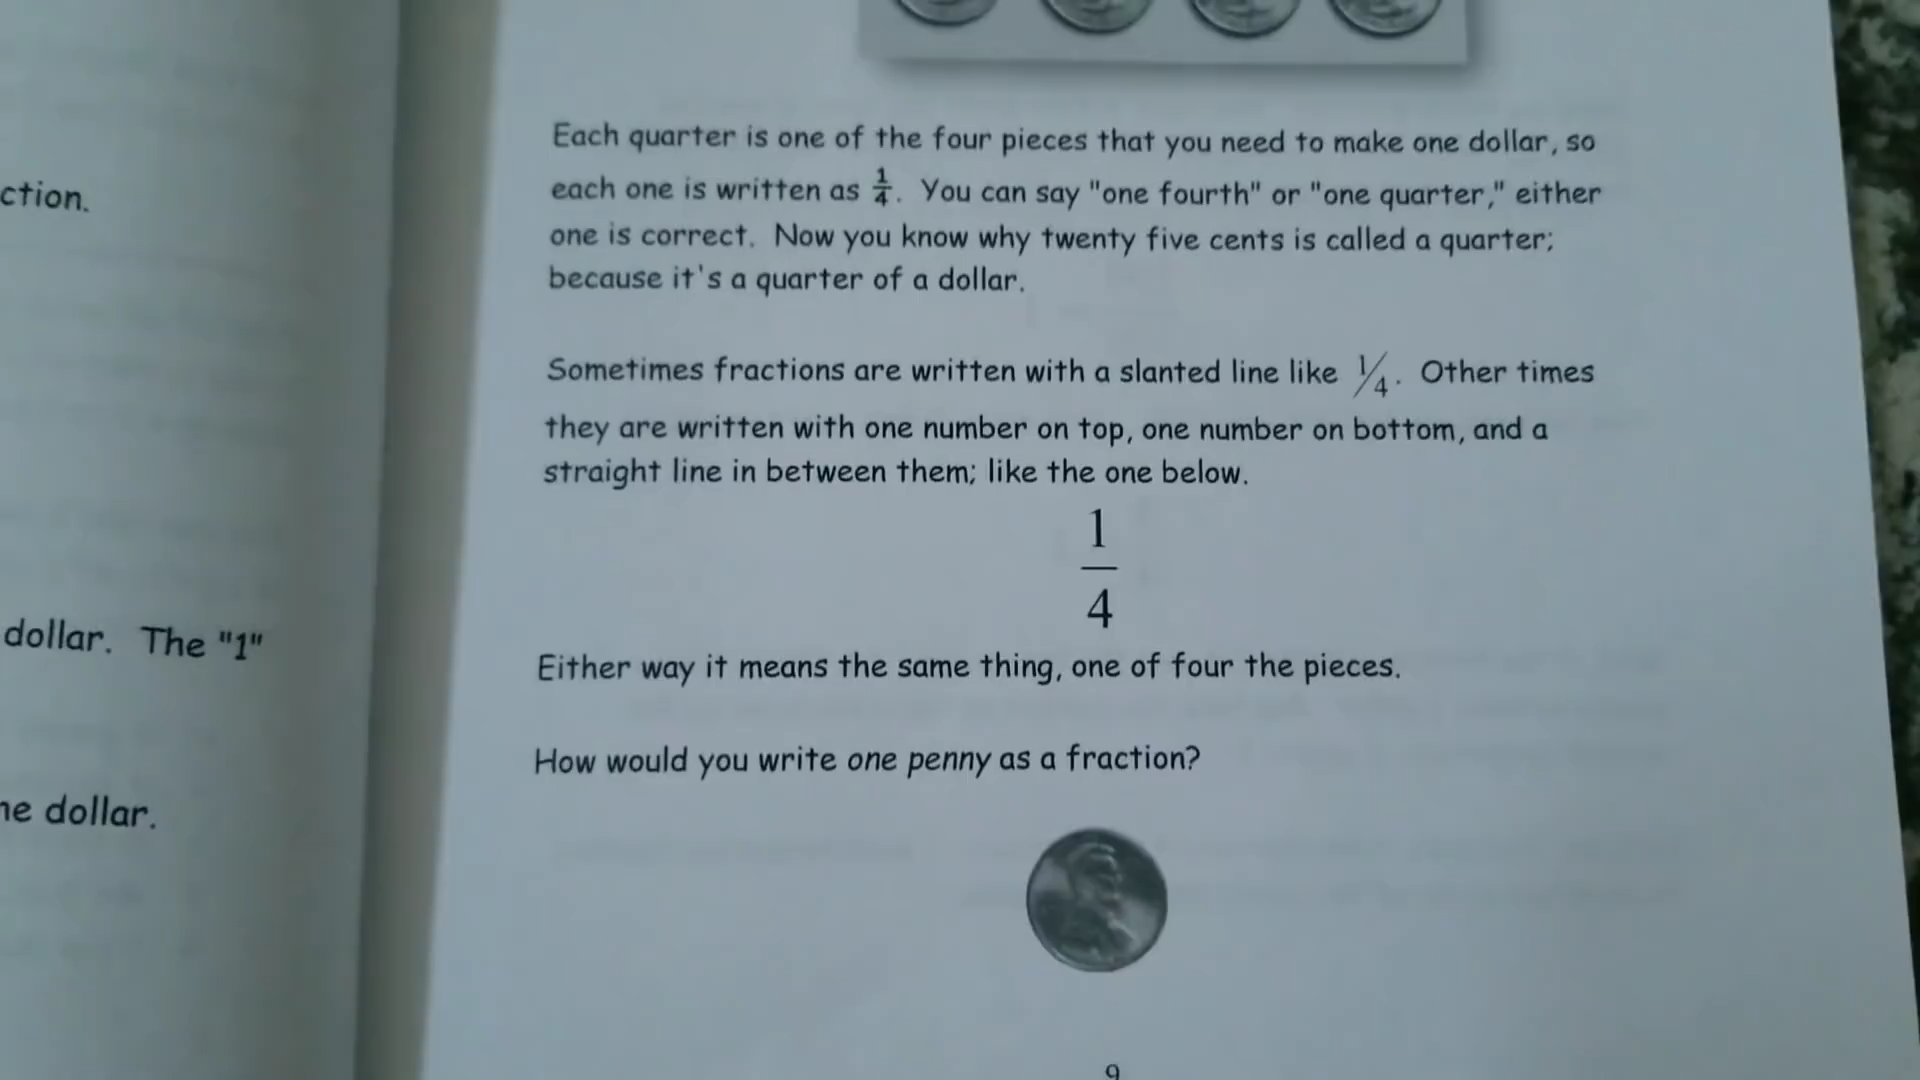 ction.
dollar. The "1"
ne dollar.
Each quarter is one of the four pieces that you need to make one dollar, so
each one is written as 1/4. You can say "one fourth" or "one quarter," either
one is correct. Now you know why twenty five cents is called a quarter;
because it's a quarter of a dollar.
Sometimes fractions are written with a slanted line like 1/4. Other times
they are written with one number on top, one number on bottom, and a
straight line in between them; like the one below.
1
4
Either way it means the same thing, one of four the pieces.
How would you write one penny as a fraction?
9